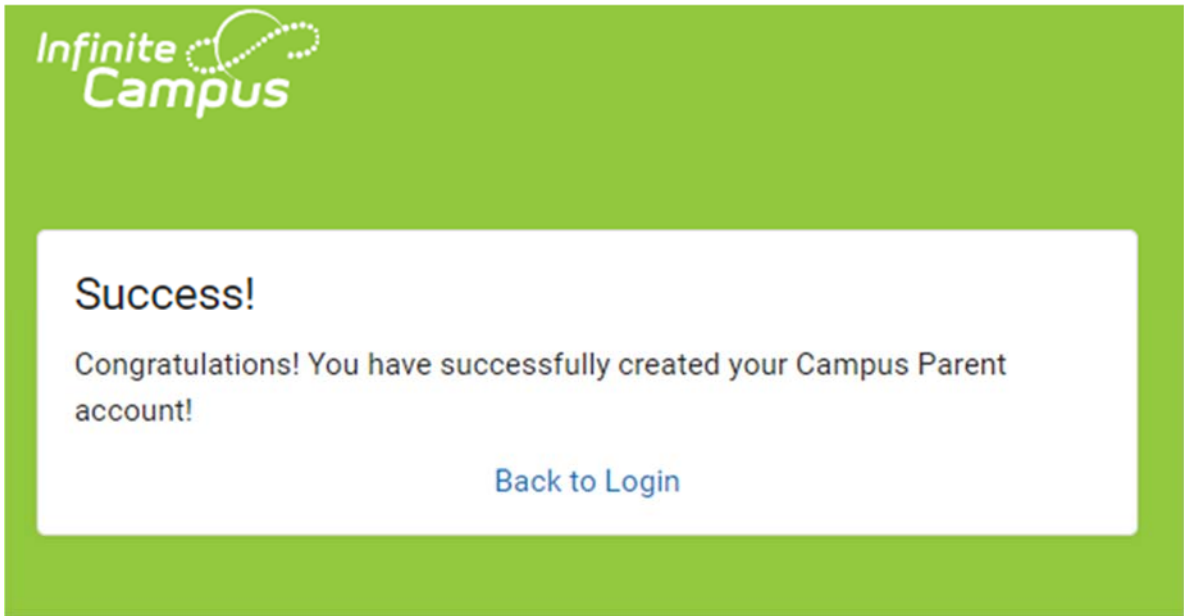 Infinite
Campus
Success!
Congratulations! You have successfully created your Campus Parent
account!
Back to Login